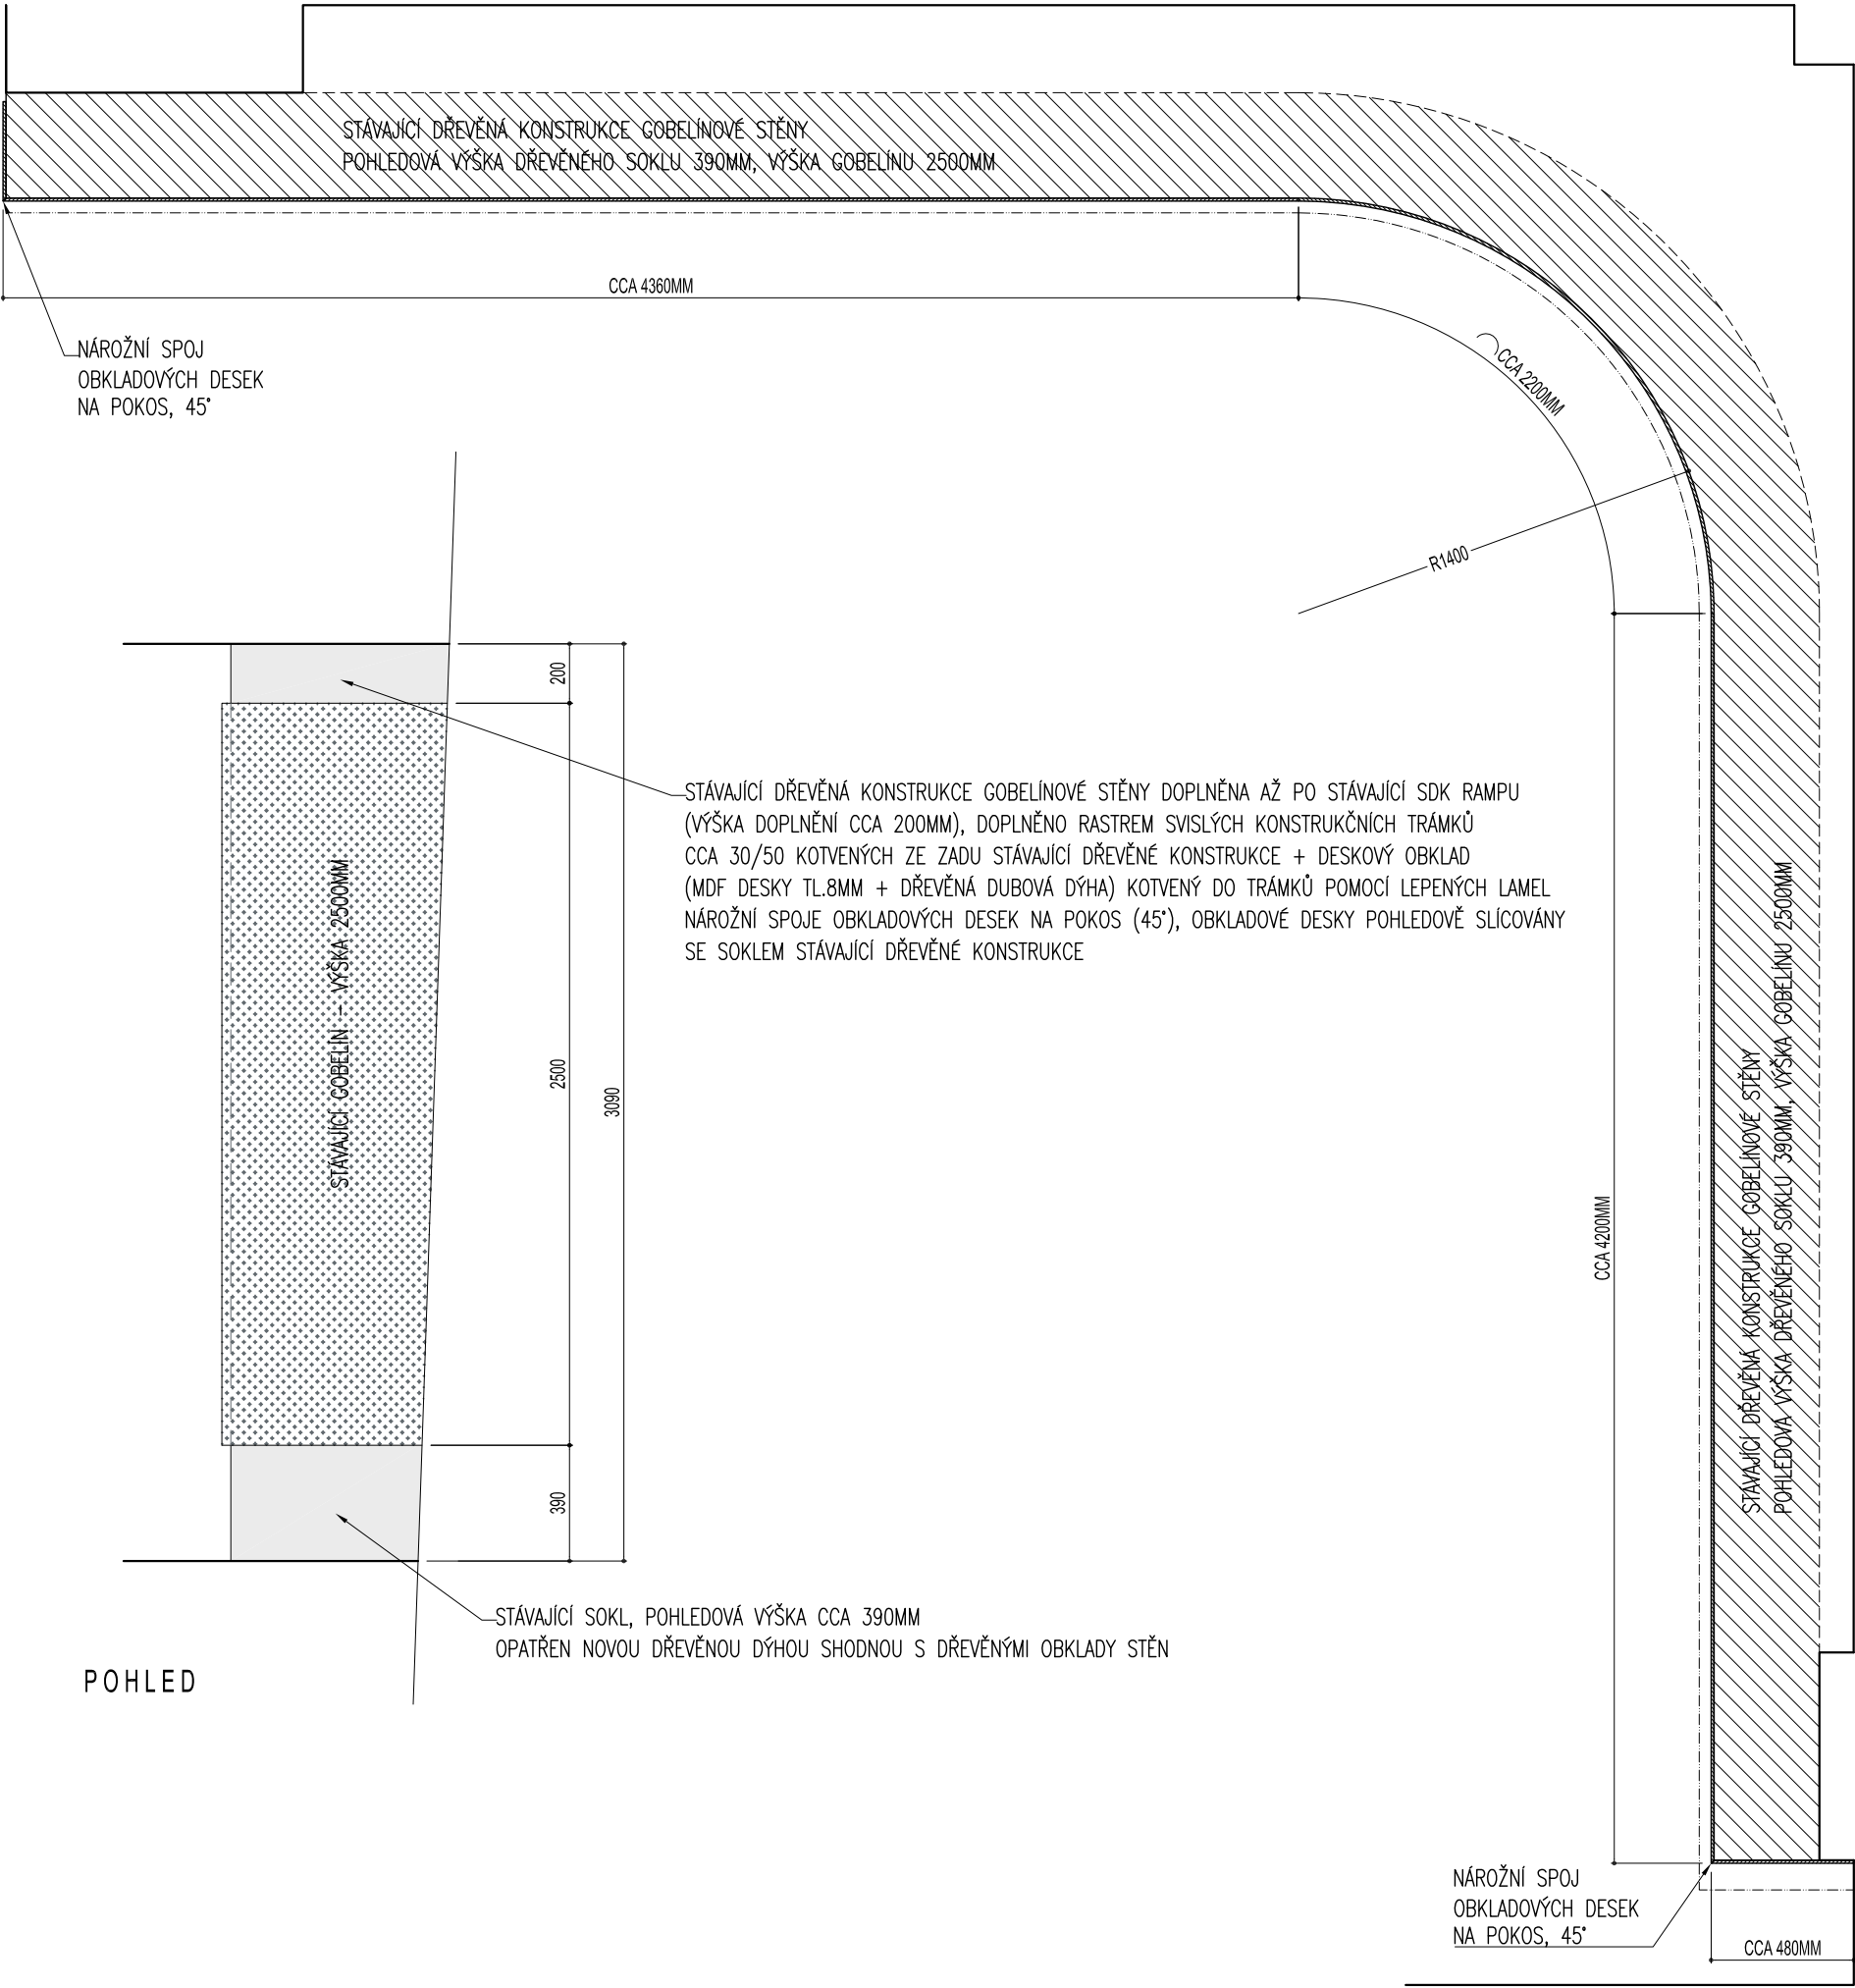 STÁVAJÍCÍ DŘEVĚNÁ KONSTRUKCE GOBELÍNOVÉ STĚNY
POHLEDOVÁ VÝŠKA DŘEVĚNÉHO SOKLU 390MM, VÝŠKA GOBELÍNU 2500MM
CCA 4360MM
NÁROŽNÍ SPOJ
OBKLADOVÝCH DESEK
NA POKOS, 45°
CCA 2200MM
R1400
200
2500
3090
390
STÁVAJÍCÍ GOBELÍN - VÝŠKA 2500MM
STÁVAJÍCÍ DŘEVĚNÁ KONSTRUKCE GOBELÍNOVÉ STĚNY DOPLNĚNA AŽ PO STÁVAJÍCÍ SDK RAMPU
(VÝŠKA DOPLNĚNÍ CCA 200MM), DOPLNĚNO RASTREM SVISLÝCH KONSTRUKČNÍCH TRÁMKŮ
CCA 30/50 KOTVENÝCH ZE ZADU STÁVAJÍCÍ DŘEVĚNÉ KONSTRUKCE + DESKOVÝ OBKLAD
(MDF DESKY TL.8MM + DŘEVĚNÁ DUBOVÁ DÝHA) KOTVENÝ DO TRÁMKŮ POMOCÍ LEPENÝCH LAMEL
NÁROŽNÍ SPOJE OBKLADOVÝCH DESEK NA POKOS (45°), OBKLADOVÉ DESKY POHLEDOVĚ SLÍCOVÁNY
SE SOKLEM STÁVAJÍCÍ DŘEVĚNÉ KONSTRUKCE
CCA 4200MM
STÁVAJÍCÍ DŘEVĚNÁ KONSTRUKCE GOBELÍNOVÉ STĚNY
POHLEDOVÁ VÝŠKA DŘEVĚNÉHO SOKLU 390MM, VÝŠKA GOBELÍNU 2500MM
STÁVAJÍCÍ SOKL, POHLEDOVÁ VÝŠKA CCA 390MM
OPATŘEN NOVOU DŘEVĚNOU DÝHOU SHODNOU S DŘEVĚNÝMI OBKLADY STĚN
POHLED
NÁROŽNÍ SPOJ
OBKLADOVÝCH DESEK
NA POKOS, 45°
CCA 480MM